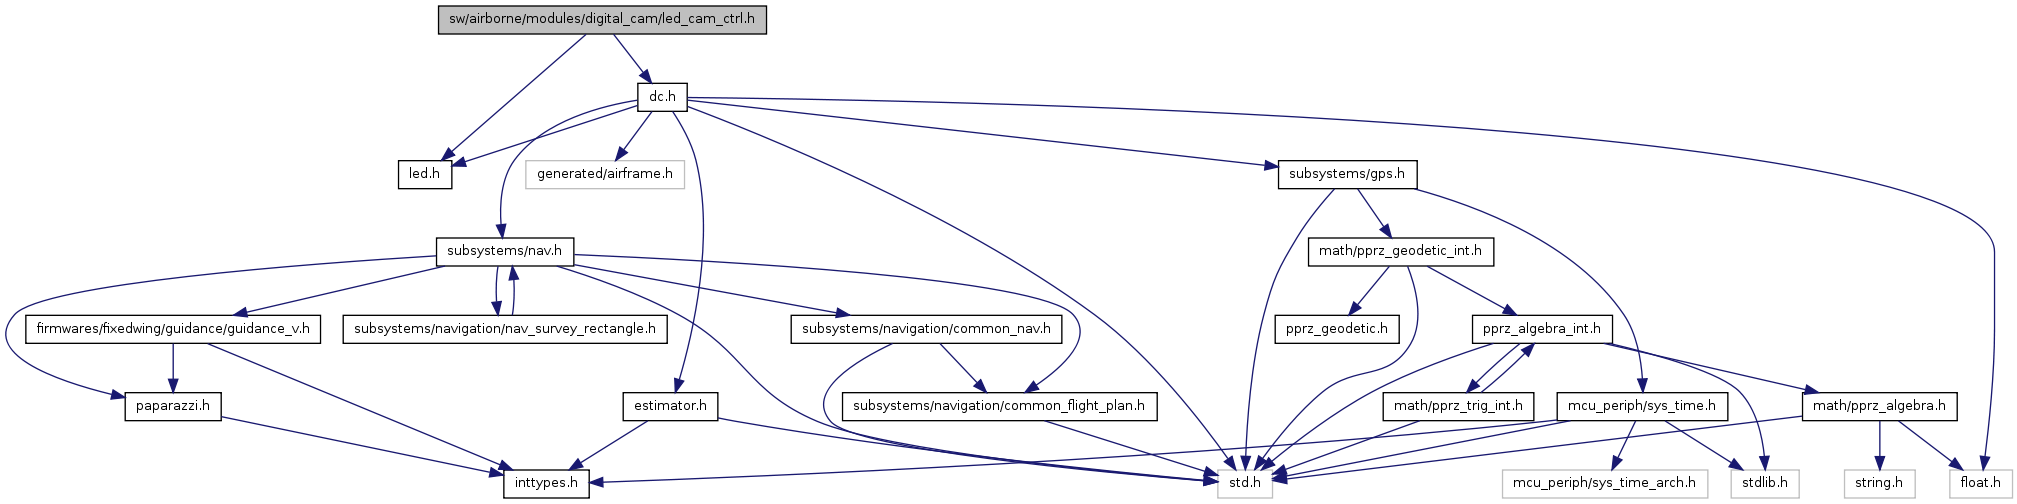 sw/airborne/modules/digital_cam/led_cam_ctrl.h
dc.h
led.h
generated/airframe.h
subsystems/gps.h
subsystems/nav.h
math/pprz_geodetic_int.h
firmwares/fixedwing/guidance/guidance_v.h
subsystems/navigation/nav_survey_rectangle.h
subsystems/navigation/common_nav.h
pprz_geodetic.h
pprz_algebra_int.h
paparazzi.h
estimator.h
subsystems/navigation/common_flight_plan.h
math/pprz_trig_int.h
mcu_periph/sys_time.h
math/pprz_algebra.h
inttypes.h
std.h
mcu_periph/sys_time_arch.h
stdlib.h
string.h
float.h